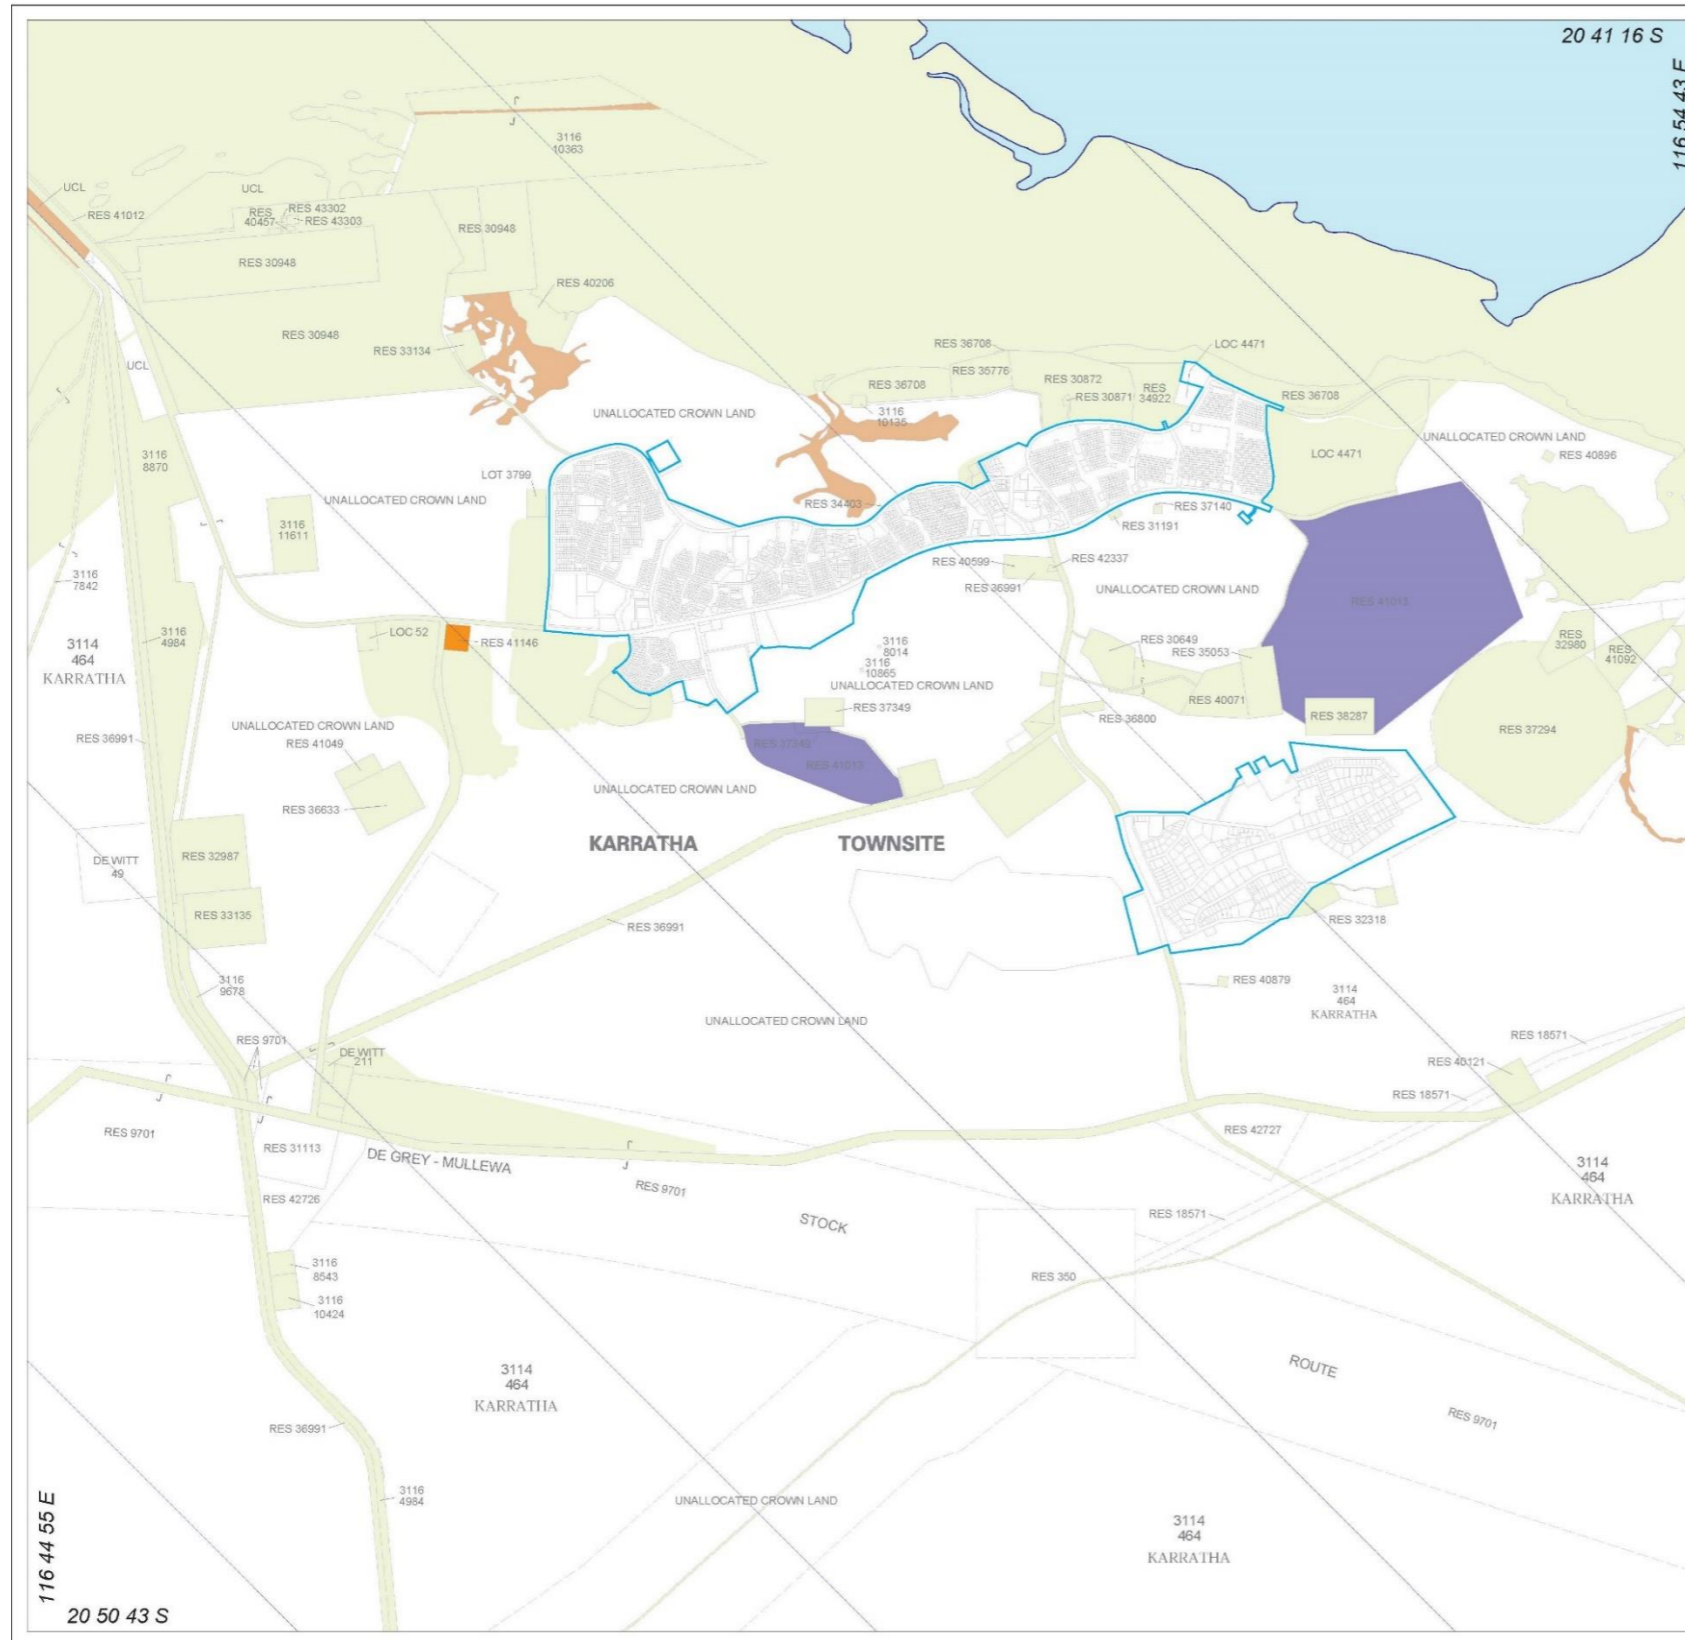 20 41 16 S
116 54 43 E
3116
10363
UCL
UCL
RES 41012
RES
40457
RES 43302
RES 43303
RES 30948
RES 30948
RES 40206
RES 30948
RES 33134
UCL
RES 36708
LOC 4471
RES 36708
RES 35776
RES 30872
RES 30871
RES
34922
RES 36708
UNALLOCATED CROWN LAND
3116
10135
UNALLOCATED CROWN LAND
RES 40896
LOC 4471
3116
8870
LOT 3799
UNALLOCATED CROWN LAND
RES 34403
RES 37140
RES 31191
3116
11611
RES 40599
RES 42337
RES 36991
UNALLOCATED CROWN LAND
3116
7842
3114
464
KARRATHA
3116
4984
LOC 52
RES 41146
3116
8014
3116
10865
UNALLOCATED CROWN LAND
RES 30649
RES 35053
RES 41013
RES
32980
RES
41092
RES 40071
RES 37349
RES 36800
RES 38287
RES 37294
UNALLOCATED CROWN LAND
RES 36991
RES 41049
RES 37349
RES 41013
UNALLOCATED CROWN LAND
RES 36633
KARRATHA
TOWNSITE
DE WITT
49
RES 32987
RES 33135
RES 36991
RES 32318
3116
9678
RES 40879
3114
464
KARRATHA
UNALLOCATED CROWN LAND
RES 9701
DE WITT
211
RES 18571
RES 40121
RES 18571
RES 9701
RES 31113
DE GREY - MULLEWA
RES 9701
RES 42727
3114
464
KARRATHA
RES 42726
STOCK
RES 18571
3116
8543
3116
10424
RES 350
3114
464
KARRATHA
ROUTE
RES 36991
RES 9701
3116
4984
UNALLOCATED CROWN LAND
3114
464
KARRATHA
116 44 55 E
20 50 43 S